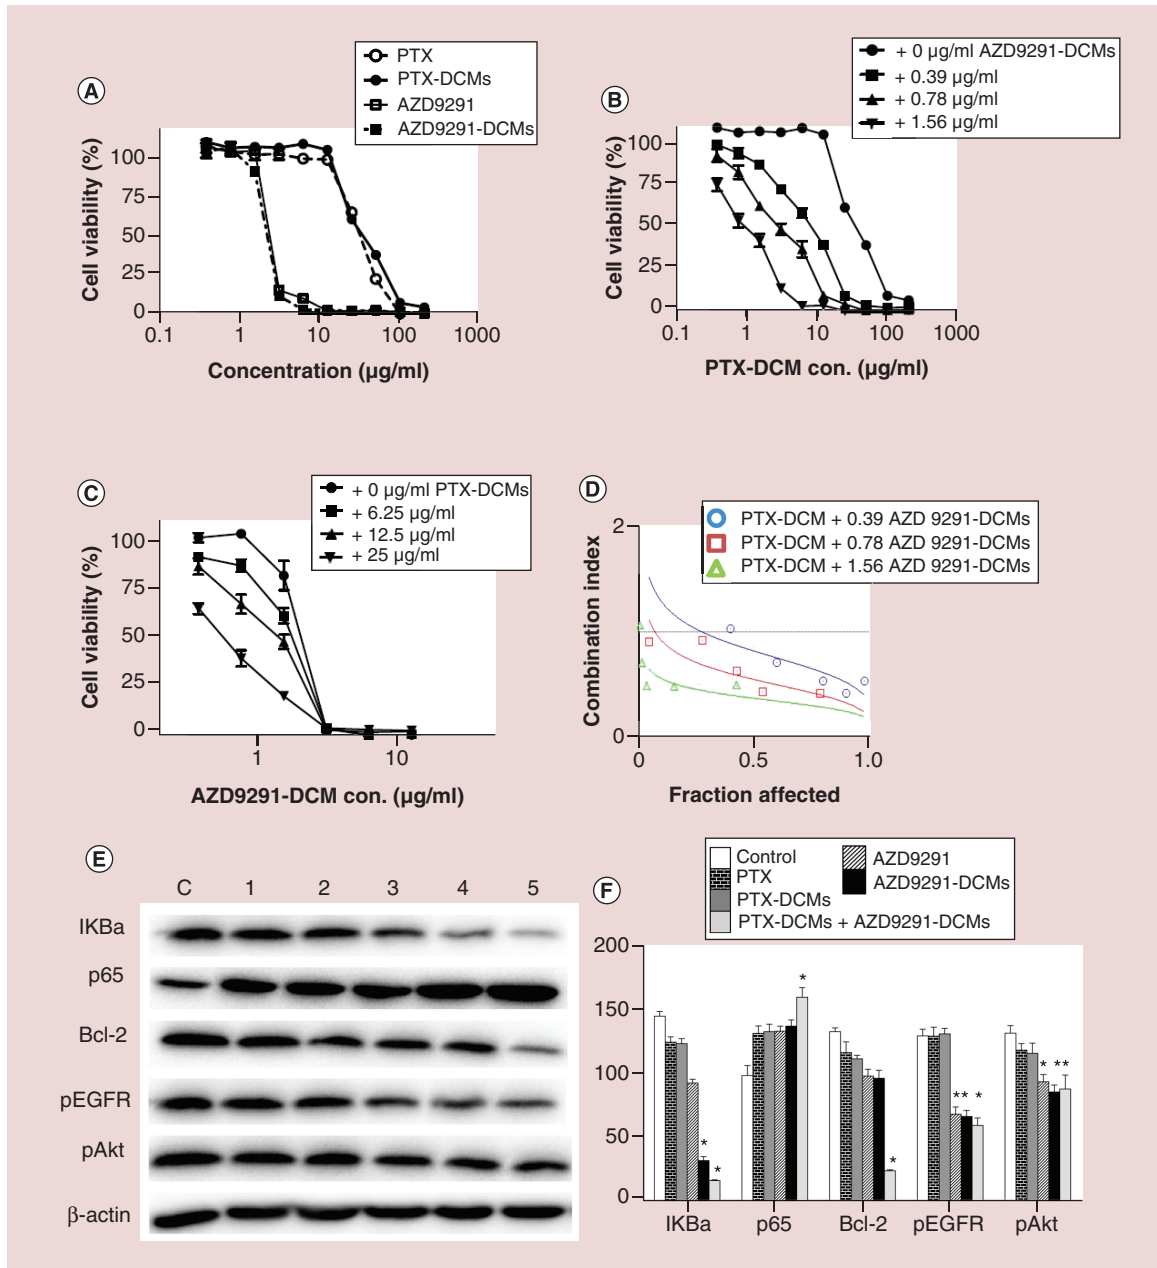 A
PTX
PTX-DCMs
AZD9291
AZD9291-DCMs
Cell viability (%)
100
75
50
25
0
0.1
1
10
100
1000
Concentration (µg/ml)
B
+ 0 µg/ml AZD9291-DCMs
+ 0.39 µg/ml
+ 0.78 µg/ml
+ 1.56 µg/ml
Cell viability (%)
100
75
50
25
0
0.1
1
10
100
1000
PTX-DCM con. (µg/ml)
C
+ 0 µg/ml PTX-DCMs
+ 6.25 µg/ml
+ 12.5 µg/ml
+ 25 µg/ml
Cell viability (%)
100
75
50
25
0
1
10
AZD9291-DCM con. (µg/ml)
D
PTX-DCM + 0.39 AZD 9291-DCMs
PTX-DCM + 0.78 AZD 9291-DCMs
PTX-DCM + 1.56 AZD 9291-DCMs
Combination index
2
1
0
0
0.5
1.0
Fraction affected
E
C 1 2 3 4 5
IKBa
p65
Bcl-2
pEGFR
pAkt
β-actin
F
Control
PTX
PTX-DCMs
PTX-DCMs + AZD9291-DCMs
AZD9291
AZD9291-DCMs
200
150
100
50
0
* * * * ** * * **
IKBa p65 Bcl-2 pEGFR pAkt